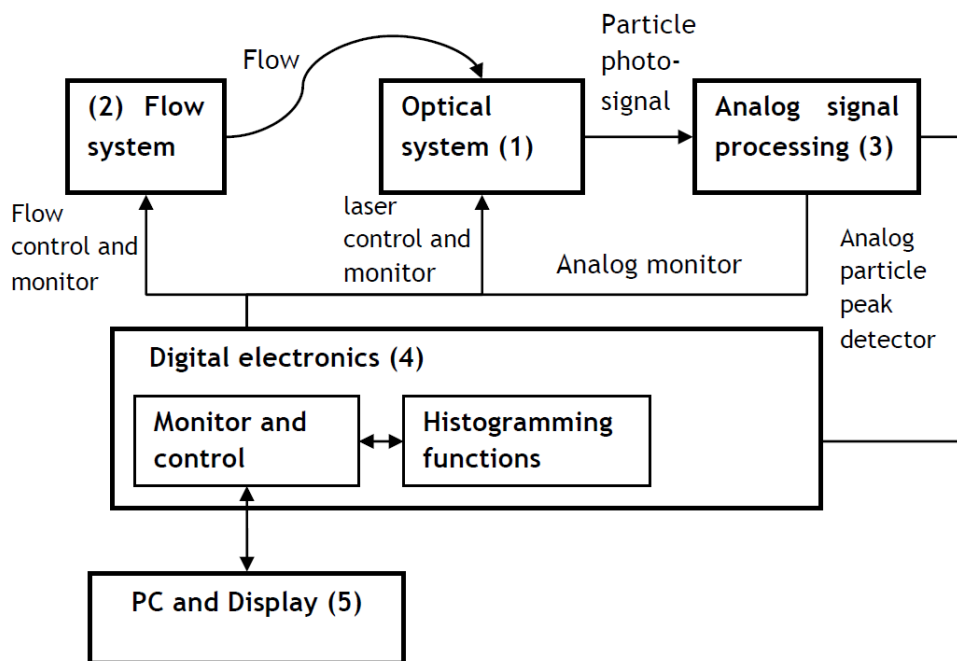 Flow
Particle
photo-
signal
(2) Flow
system
Optical
system (1)
Analog signal
processing (3)
Flow
control and
monitor
laser
control and
monitor
Analog monitor
Analog
particle
peak
detector
Digital electronics (4)
Monitor and
control
Histogramming
functions
PC and Display (5)